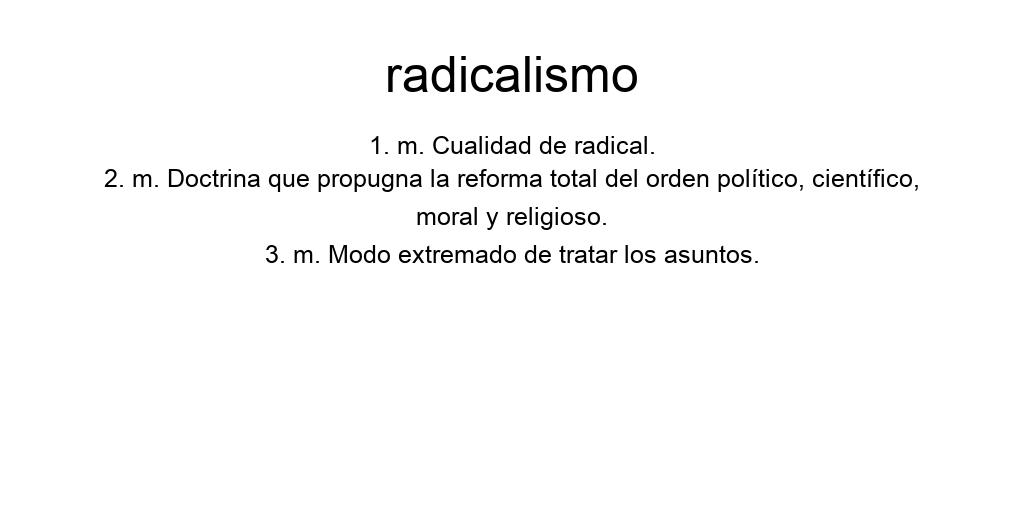 radicalismo
1. m. Cualidad de radical.
2. m. Doctrina que propugna la reforma total del orden político, científico,
moral y religioso.
3. m. Modo extremado de tratar los asuntos.